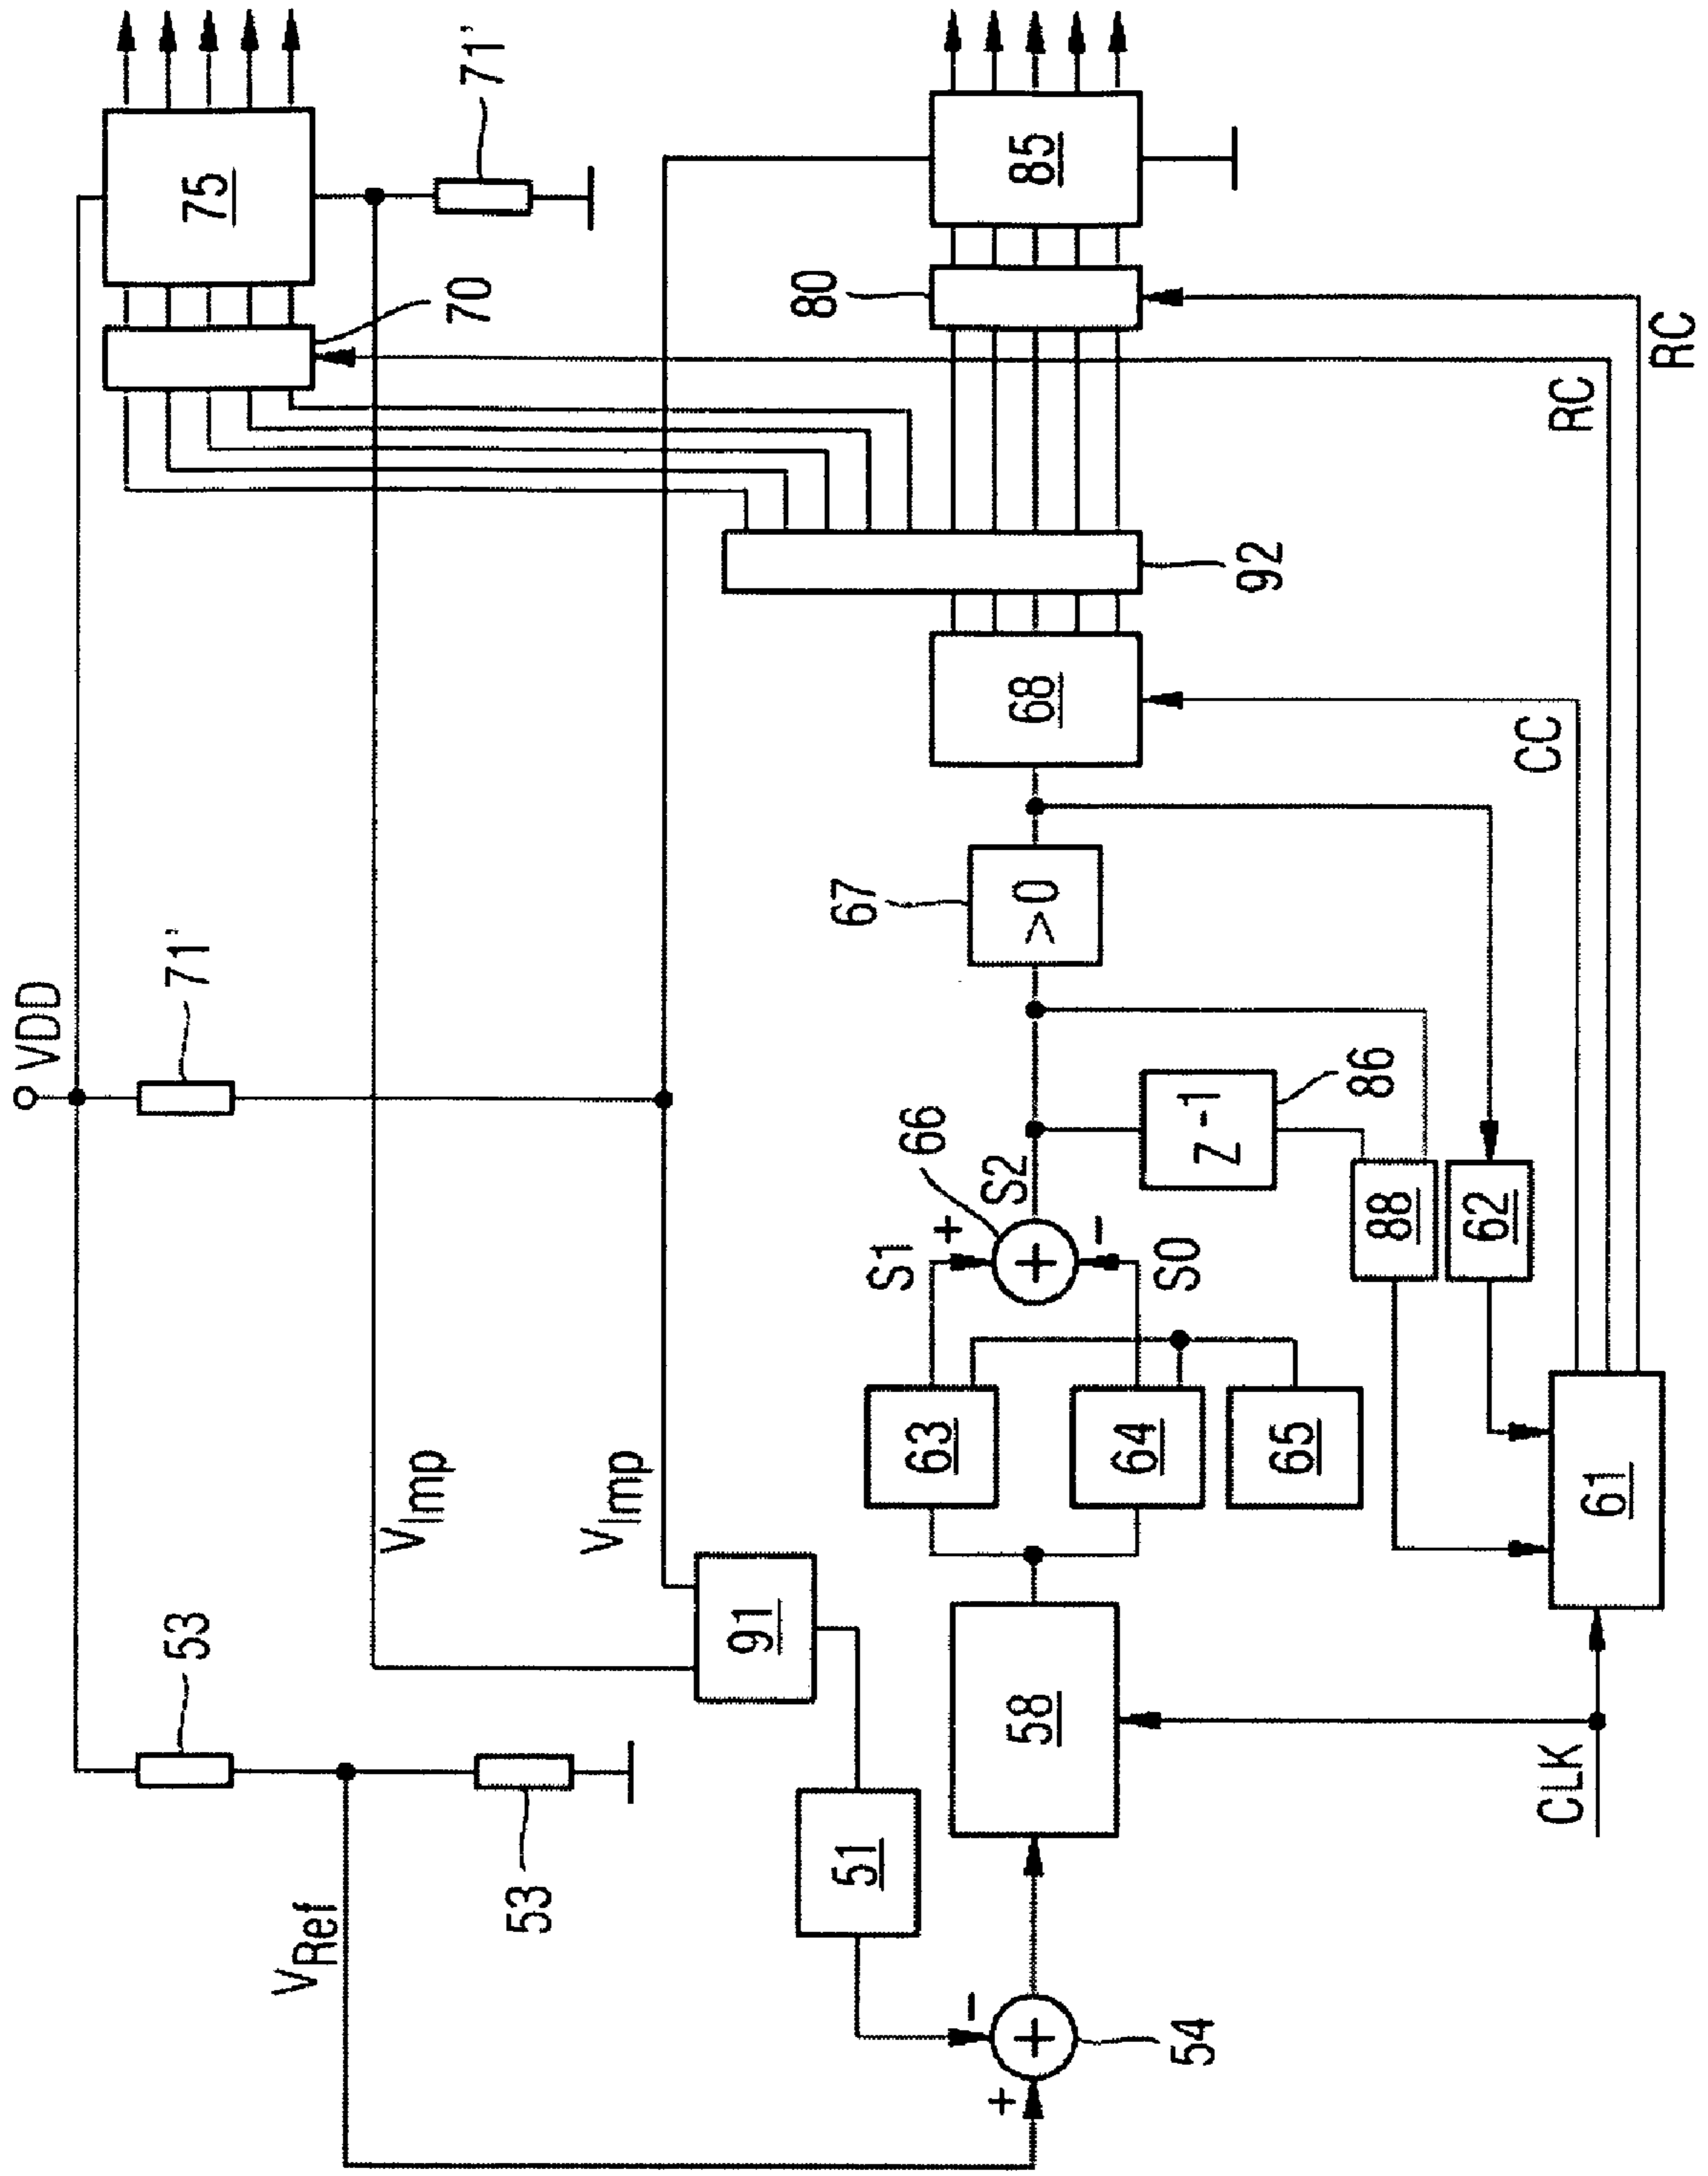 VDD
53
V_Ref
53
71'
75
71'
70
V_Imp
V_Imp
91
51
54
+
-
+
58
CLK
63
64
65
S1
S0
66
+
-
+
S2
Z⁻¹
86
88
62
61
67
>0
68
CC
92
80
85
RC
RC